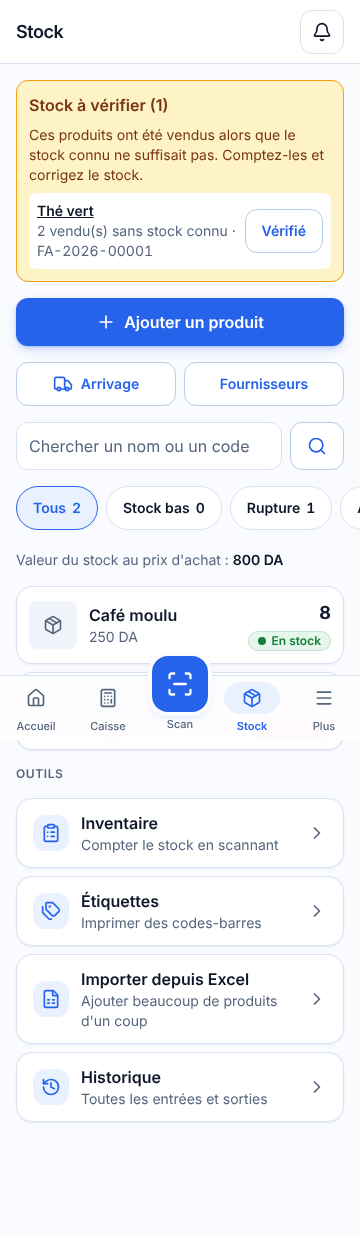 Stock
Stock à vérifier (1)
Ces produits ont été vendus alors que le
stock connu ne suffisait pas. Comptez-les et
corrigez le stock.
Thé vert
2 vendu(s) sans stock connu ·
FA-2026-00001
Vérifié
Ajouter un produit
Arrivage
Fournisseurs
Chercher un nom ou un code
Tous 2
Stock bas 0
Rupture 1
Valeur du stock au prix d'achat : 800 DA
Café moulu
250 DA
8
En stock
Accueil
Caisse
Scan
Stock
Plus
OUTILS
Inventaire
Compter le stock en scannant
Étiquettes
Imprimer des codes-barres
Importer depuis Excel
Ajouter beaucoup de produits
d'un coup
Historique
Toutes les entrées et sorties